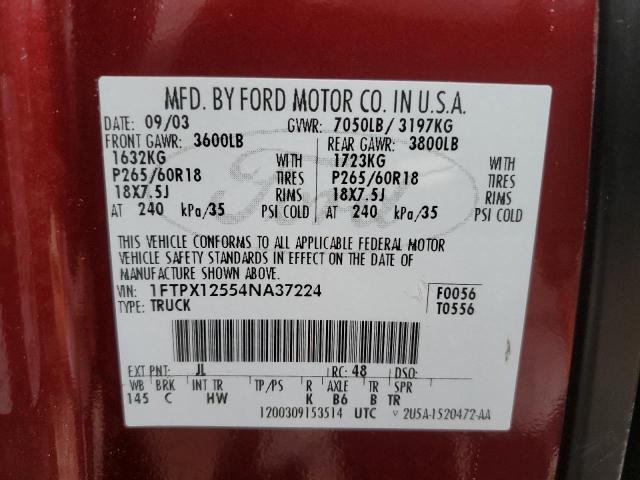 MFD. BY FORD MOTOR CO. IN U.S.A.
DATE: 09/03 GVWR: 7050LB/ 3197KG
FRONT GAWR: 3600LB REAR GAWR: 3800LB
1632KG WITH 1723KG WITH
P265/60R18 TIRES P265/60R18 TIRES
18X7.5J RIMS 18X7.5J RIMS
AT 240 kPa/35 PSI COLD AT 240 kPa/35 PSI COLD
Ford
THIS VEHICLE CONFORMS TO ALL APPLICABLE FEDERAL MOTOR
VEHICLE SAFETY STANDARDS IN EFFECT ON THE DATE OF
MANUFACTURE SHOWN ABOVE.
VIN: 1FTPX12554NA37224 F0056
TYPE: TRUCK T0556
EXT PNT: JL RC: 48 DSO:
WB BRK INT TR TP/PS R AXLE TR SPR
145 C HW K B6 B TR
1200309153514 UTC v 2U5A-1520472-AA